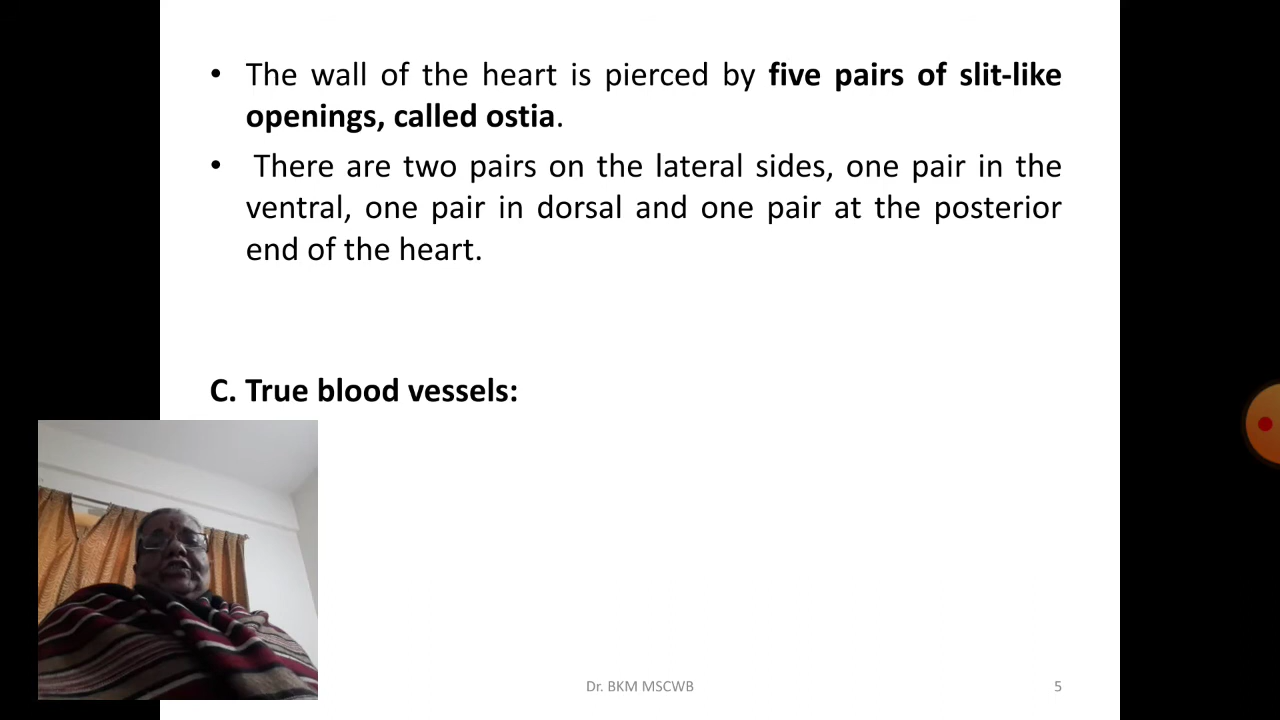 • The wall of the heart is pierced by five pairs of slit-like
openings, called ostia.
• There are two pairs on the lateral sides, one pair in the
ventral, one pair in dorsal and one pair at the posterior
end of the heart.
C. True blood vessels:
Dr. BKM MSCWB
5